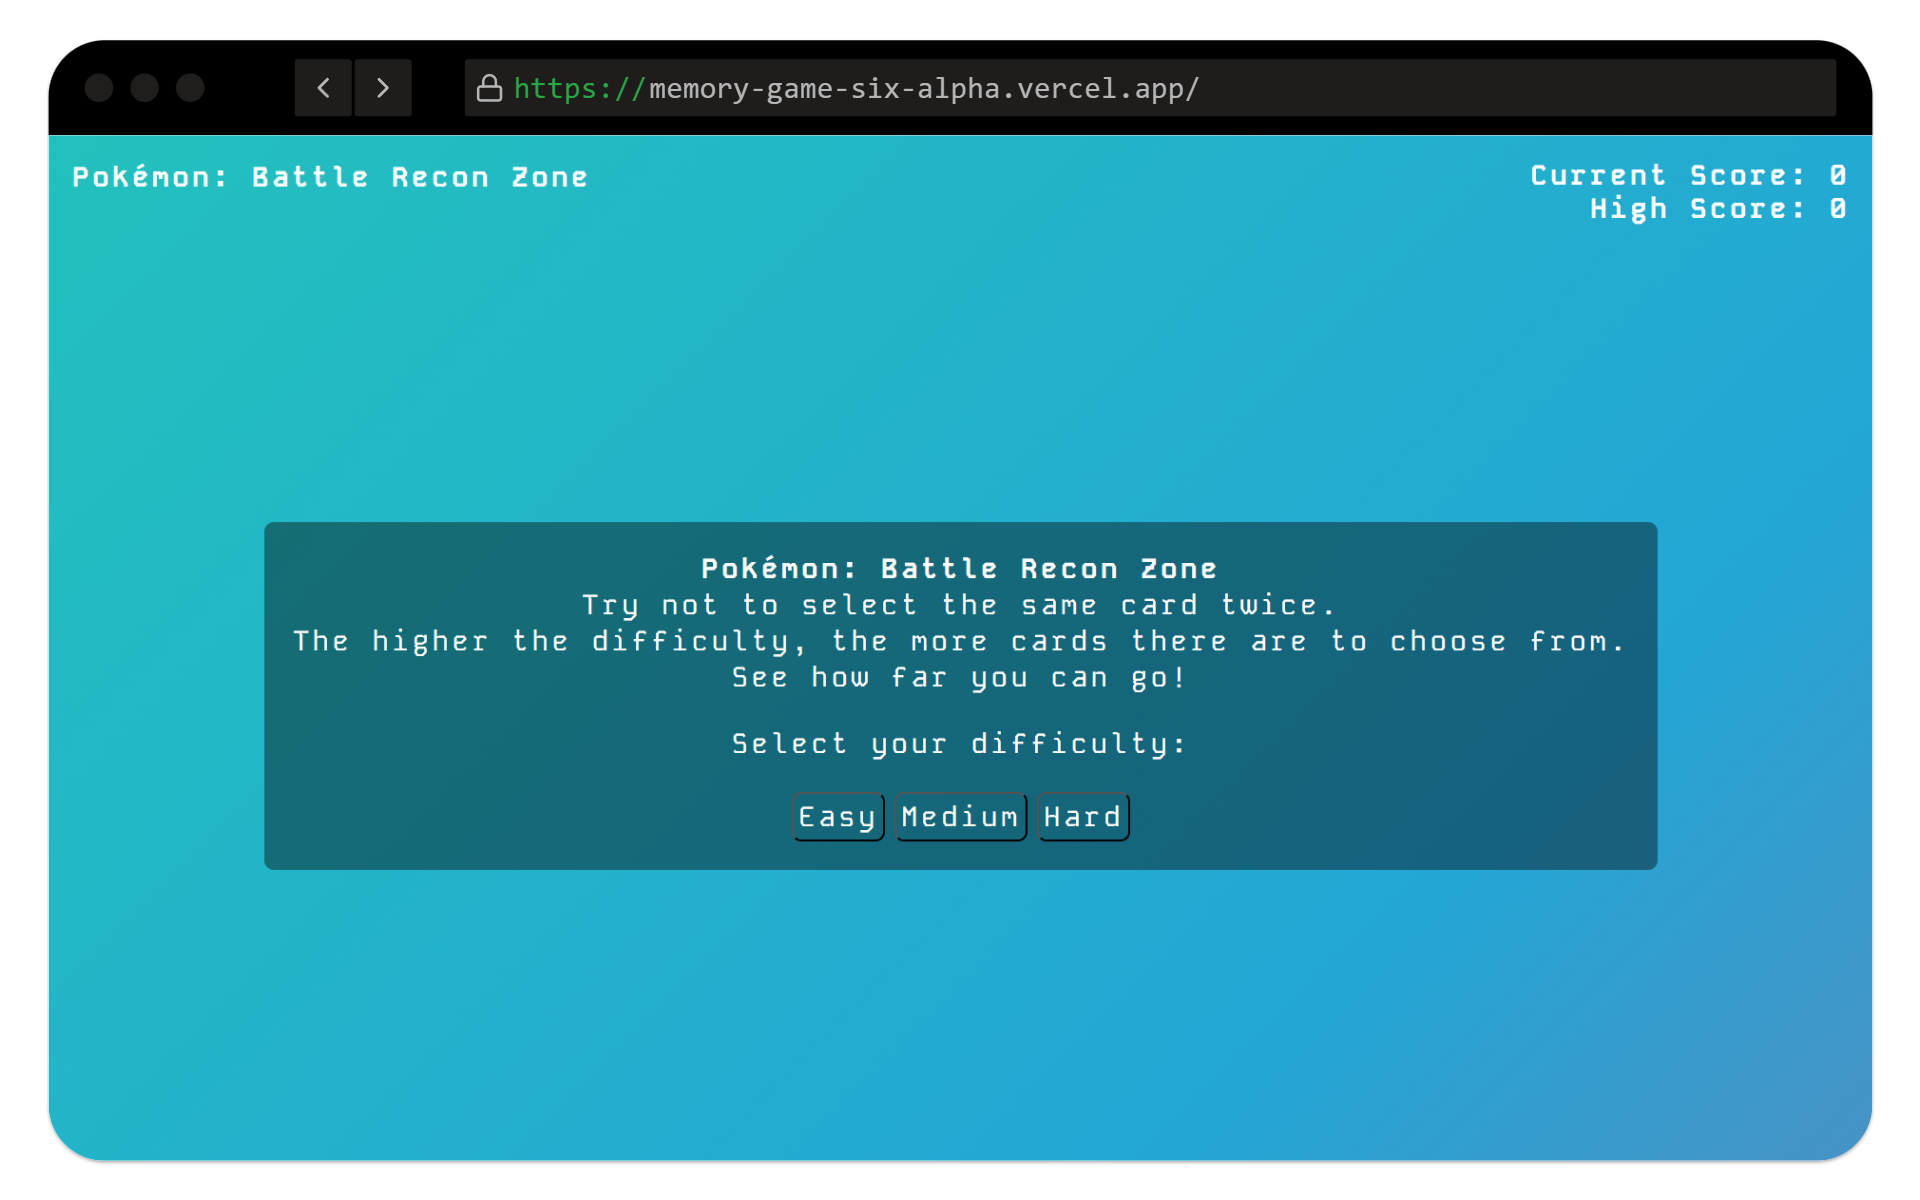 https://memory-game-six-alpha.vercel.app/
Pokémon: Battle Recon Zone
Current Score: 0
High Score: 0
Pokémon: Battle Recon Zone
Try not to select the same card twice.
The higher the difficulty, the more cards there are to choose from.
See how far you can go!
Select your difficulty:
Easy Medium Hard